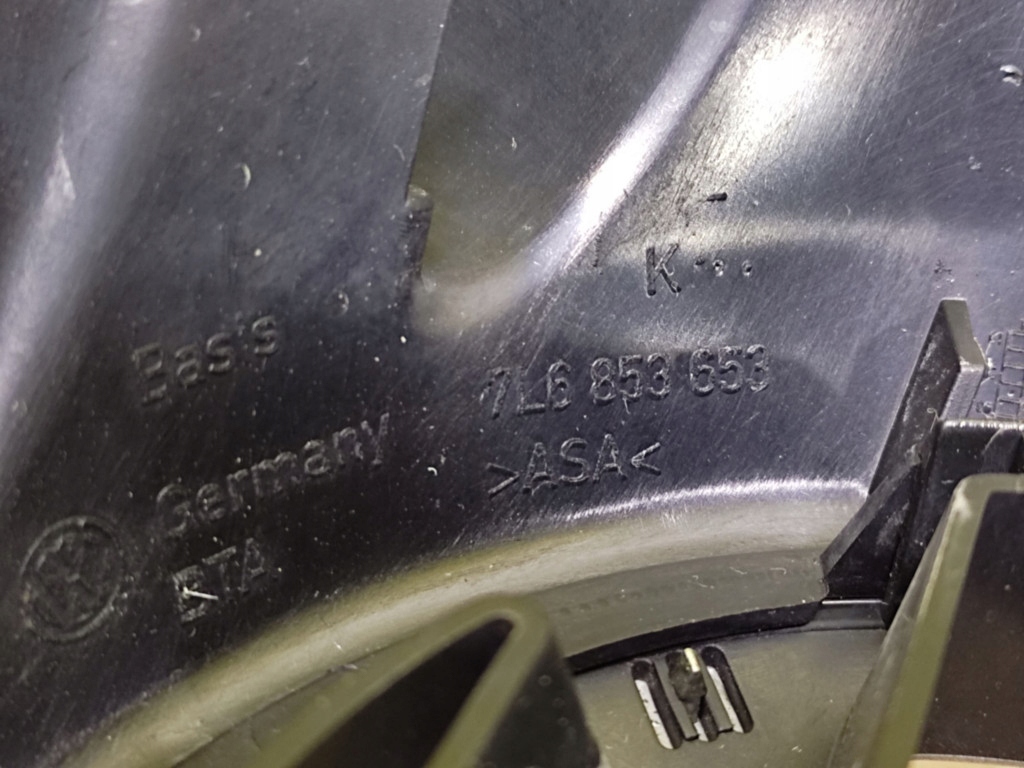 K...
Basis
7L6 853 653
>ASA<
Germany
ETA